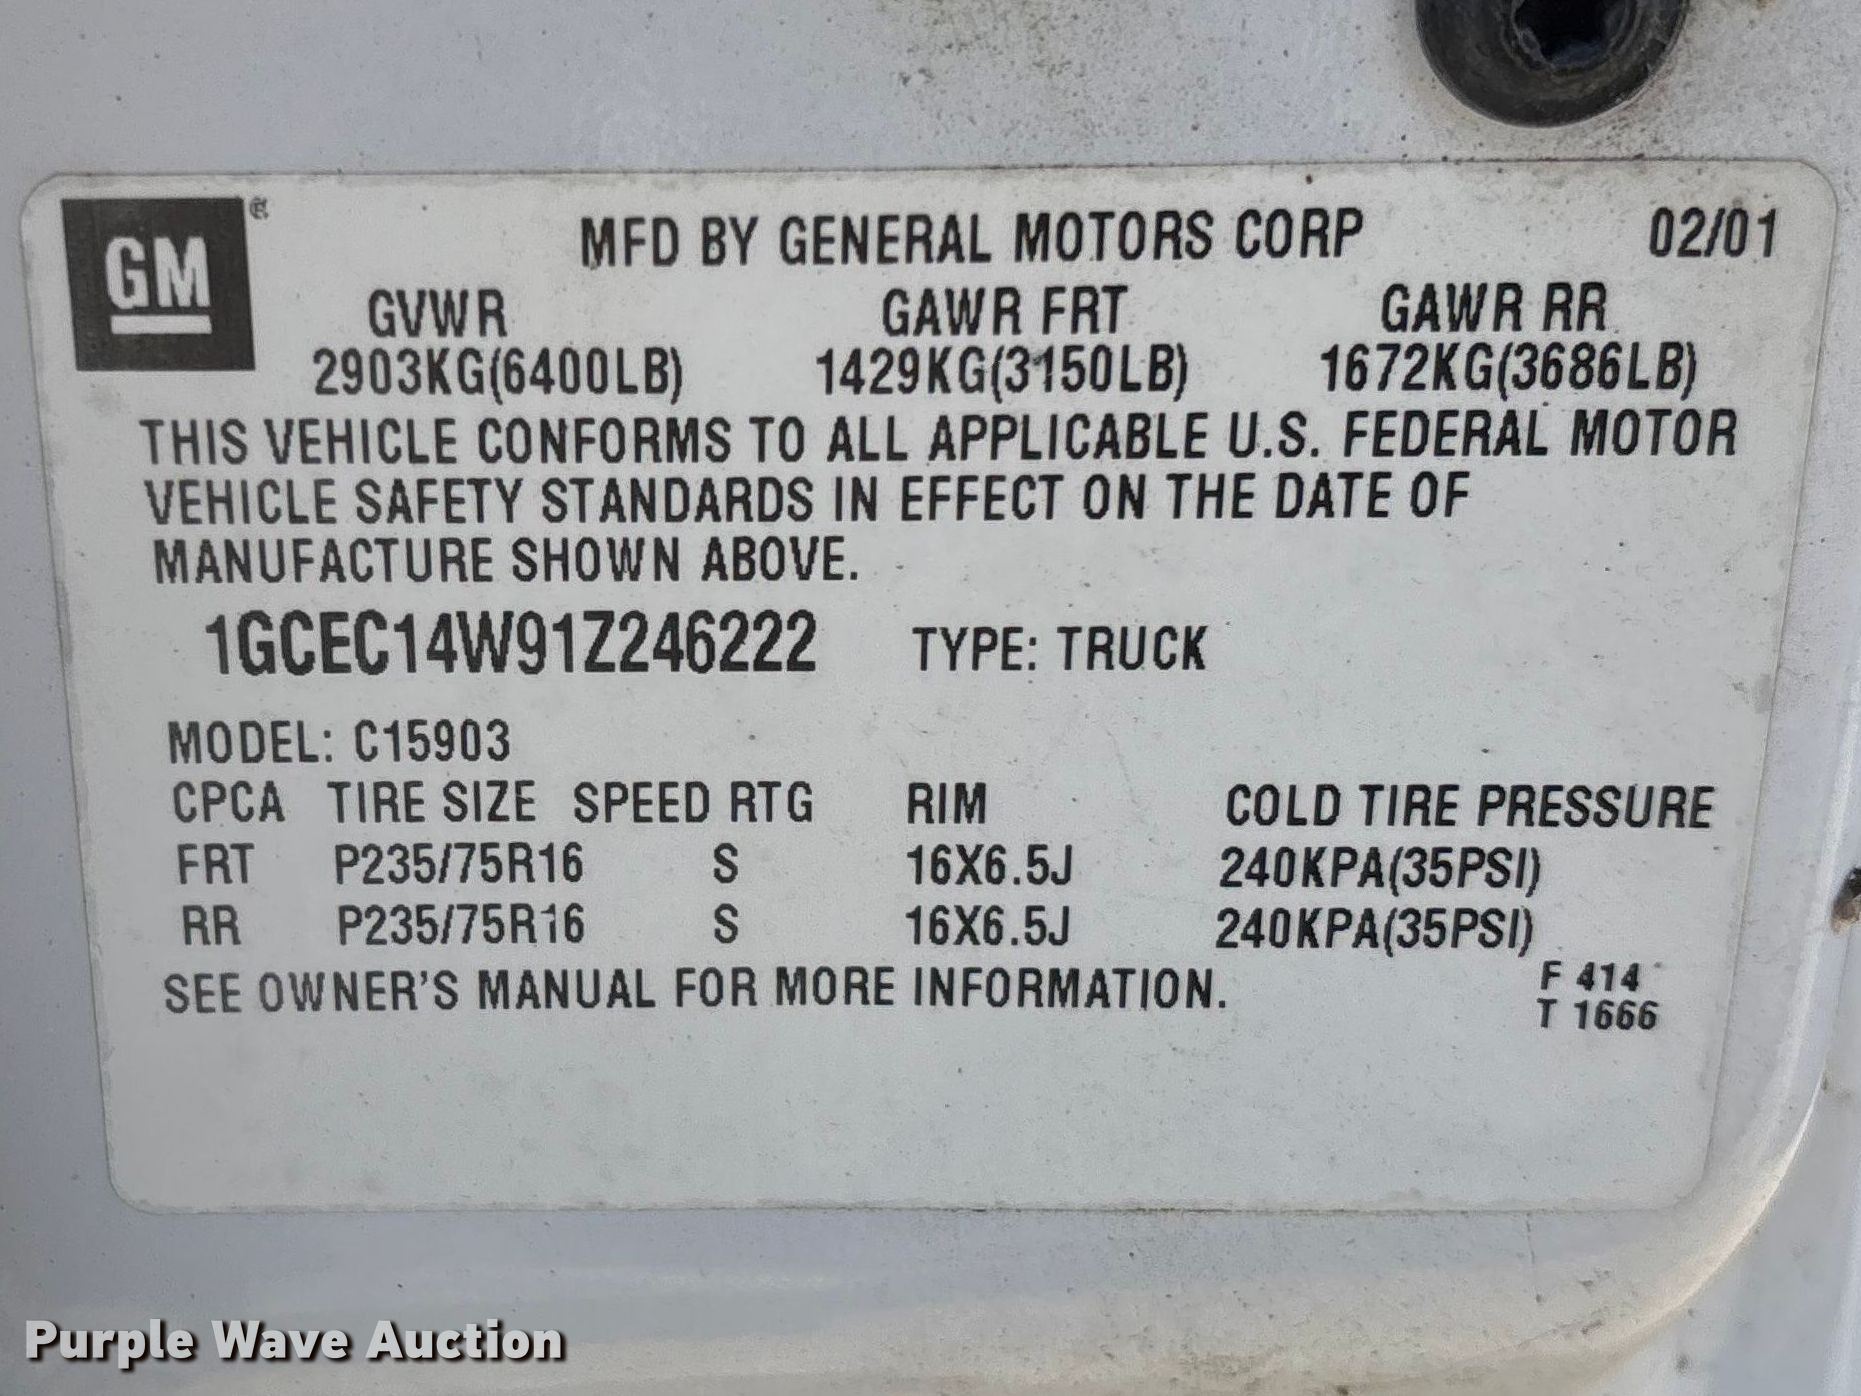 GM
MFD BY GENERAL MOTORS CORP 02/01
GVWR GAWR FRT GAWR RR
2903KG(6400LB) 1429KG(3150LB) 1672KG(3686LB)
THIS VEHICLE CONFORMS TO ALL APPLICABLE U.S. FEDERAL MOTOR
VEHICLE SAFETY STANDARDS IN EFFECT ON THE DATE OF
MANUFACTURE SHOWN ABOVE.
1GCEC14W91Z246222 TYPE: TRUCK
MODEL: C15903
CPCA TIRE SIZE SPEED RTG RIM COLD TIRE PRESSURE
FRT P235/75R16 S 16X6.5J 240KPA(35PSI)
RR P235/75R16 S 16X6.5J 240KPA(35PSI)
SEE OWNER'S MANUAL FOR MORE INFORMATION.
F 414
T 1666
Purple Wave Auction